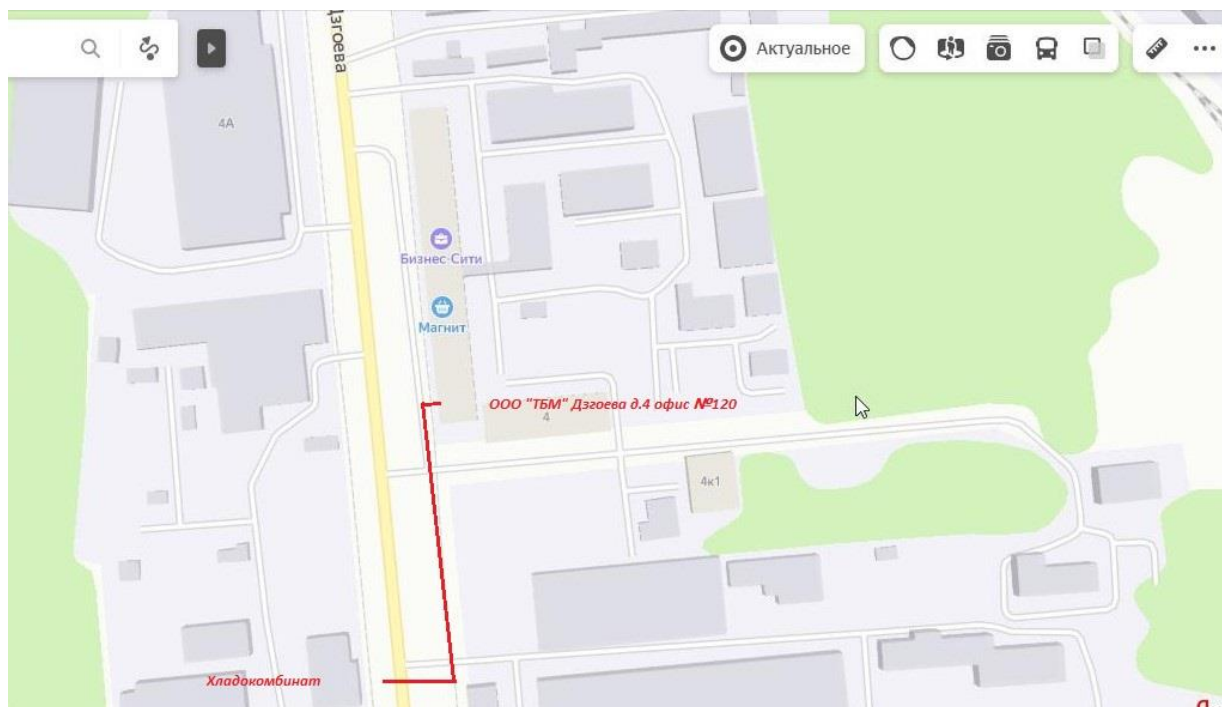 Дзгоева
Актуальное
4А
Бизнес Сити
Магнит
ООО "ТБМ" Дзгоева д.4 офис №120
4
4к1
Хладокомбинат